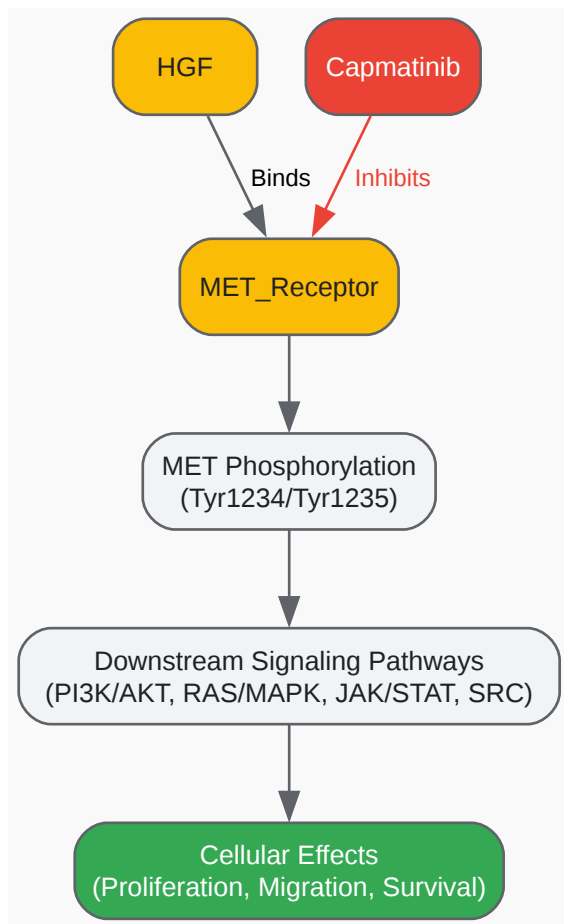 HGF
Capmatinib
Binds
Inhibits
MET_Receptor
MET Phosphorylation
(Tyr1234/Tyr1235)
Downstream Signaling Pathways
(PI3K/AKT, RAS/MAPK, JAK/STAT, SRC)
Cellular Effects
(Proliferation, Migration, Survival)